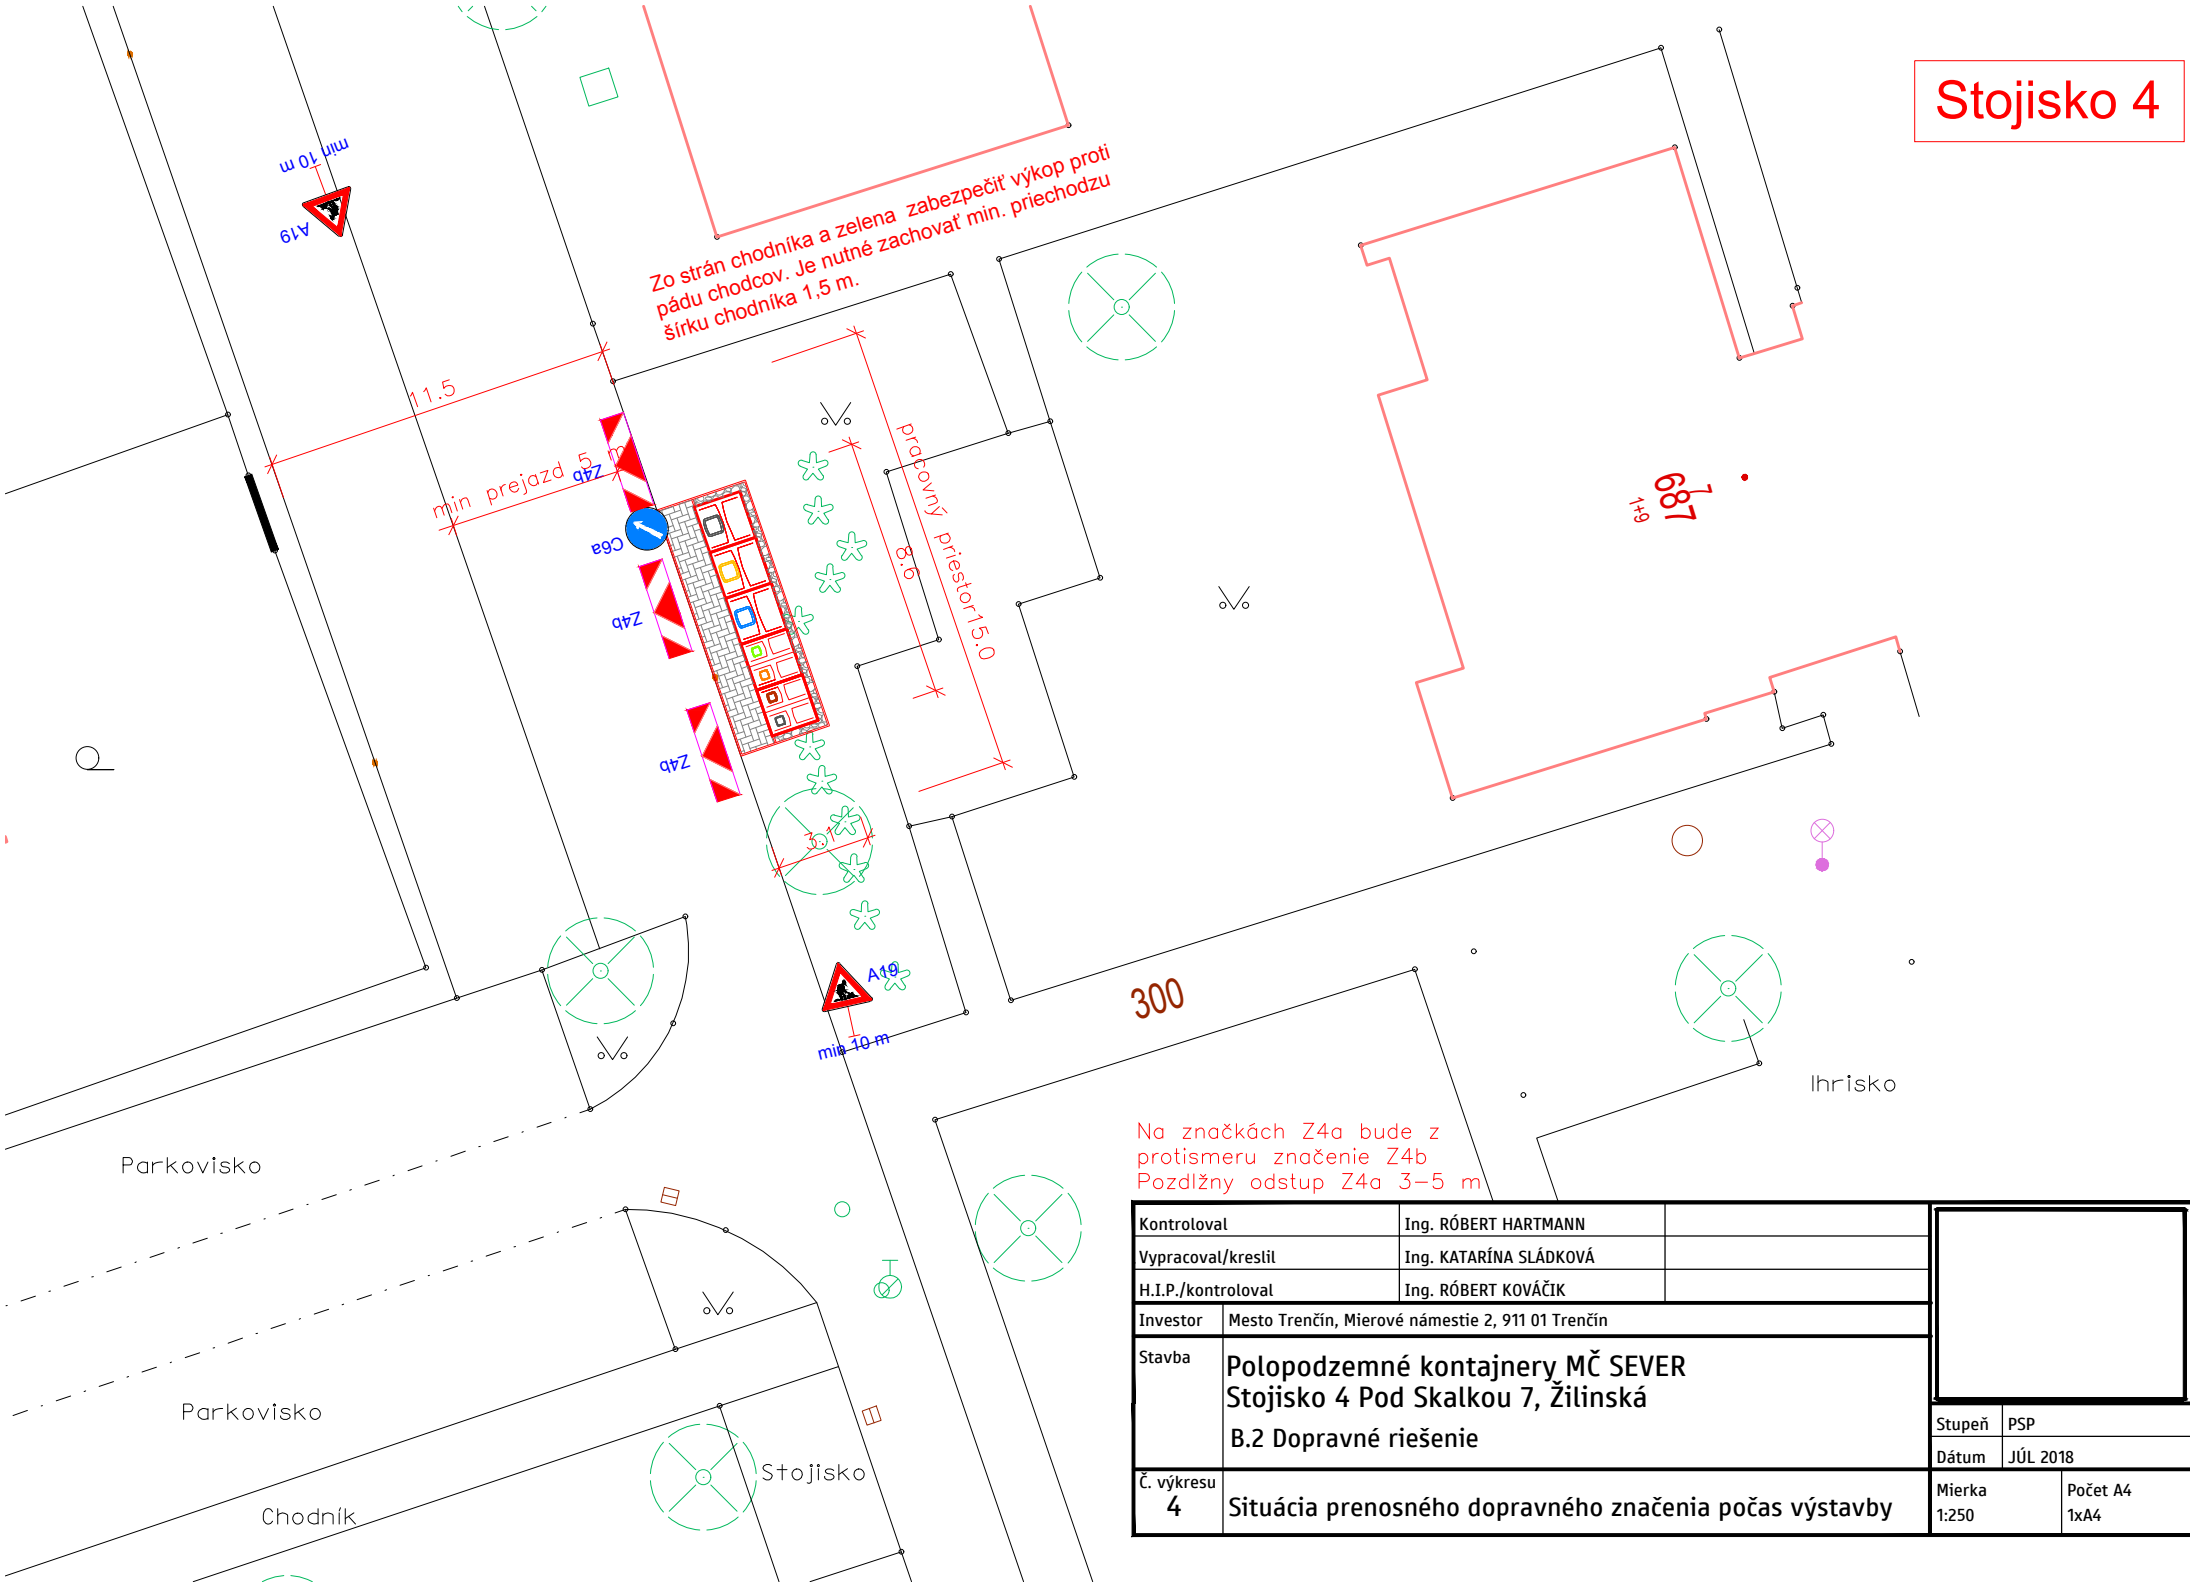 Stojisko 4
min 10 m
A19
Zo strán chodníka a zelena zabezpečiť výkop proti
pádu chodcov. Je nutné zachovať min. priechodzu
šírku chodníka 1,5 m.
11.5
min prejazd 5 m
Z4b
C6a
Z4b
Z4b
pracovný priestor15.0
8.6
3.1
687
7
1+9
A19
min 10 m
300
Ihrisko
Parkovisko
Parkovisko
Chodník
Stojisko
Na značkách Z4a bude z
protismeru značenie Z4b
Pozdĺžny odstup Z4a 3-5 m
Kontroloval Ing. RÓBERT HARTMANN
Vypracoval/kreslil Ing. KATARÍNA SLÁDKOVÁ
H.I.P./kontroloval Ing. RÓBERT KOVÁČIK
Investor Mesto Trenčín, Mierové námestie 2, 911 01 Trenčín
Stavba Polopodzemné kontajnery MČ SEVER
Stojisko 4 Pod Skalkou 7, Žilinská
B.2 Dopravné riešenie
Stupeň PSP
Dátum JÚL 2018
Č. výkresu
4 Situácia prenosného dopravného značenia počas výstavby
Mierka
1:250
Počet A4
1xA4